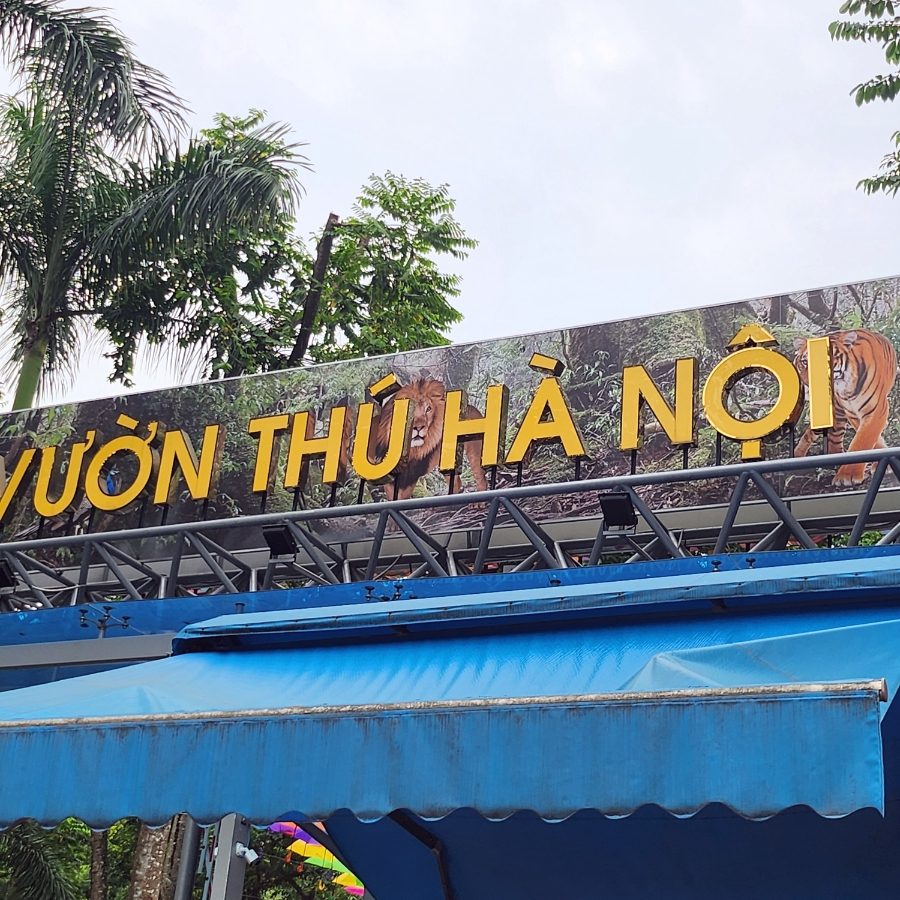 VƯỜN THÚ HÀ NỘI